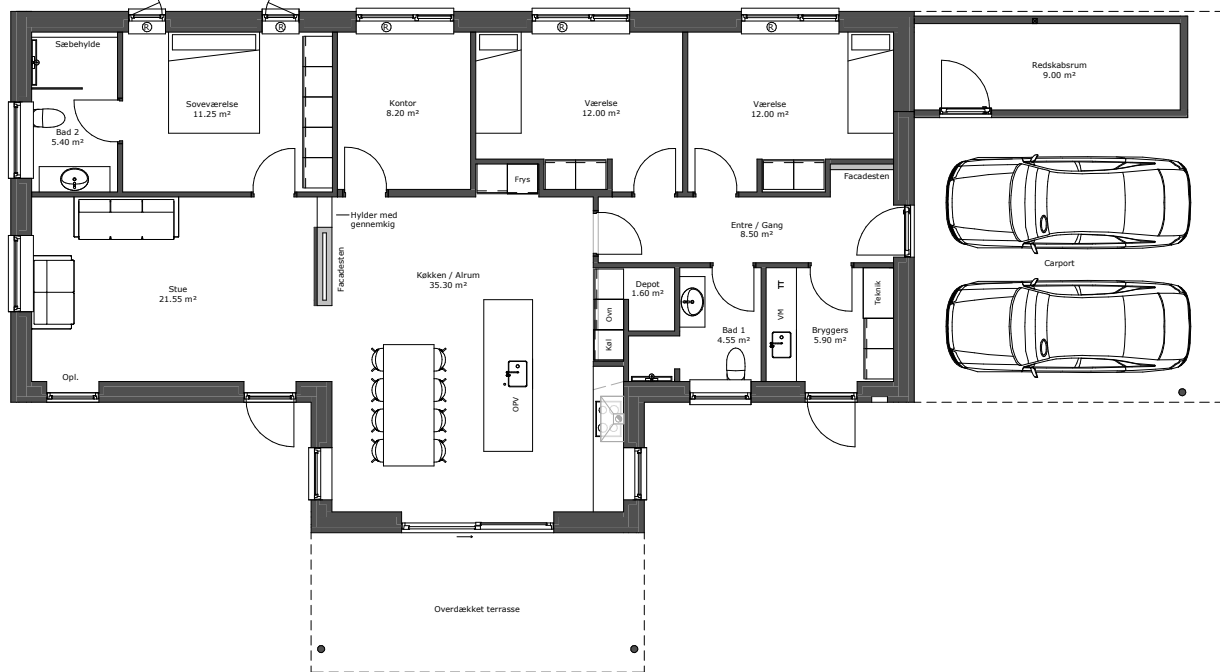 R
R
R
R
R
Sæbehylde
Soveværelse
11.25 m²
Kontor
8.20 m²
Værelse
12.00 m²
Værelse
12.00 m²
Redskabsrum
9.00 m²
Bad 2
5.40 m²
Frys
Facadesten
Hylder med
gennemkig
Entre / Gang
8.50 m²
Facadesten
Køkken / Alrum
35.30 m²
Stue
21.55 m²
Depot
1.60 m²
Ovn
Køl
Bad 1
4.55 m²
TT
VM
Bryggers
5.90 m²
Teknik
Carport
Opl.
OPV
Overdækket terrasse